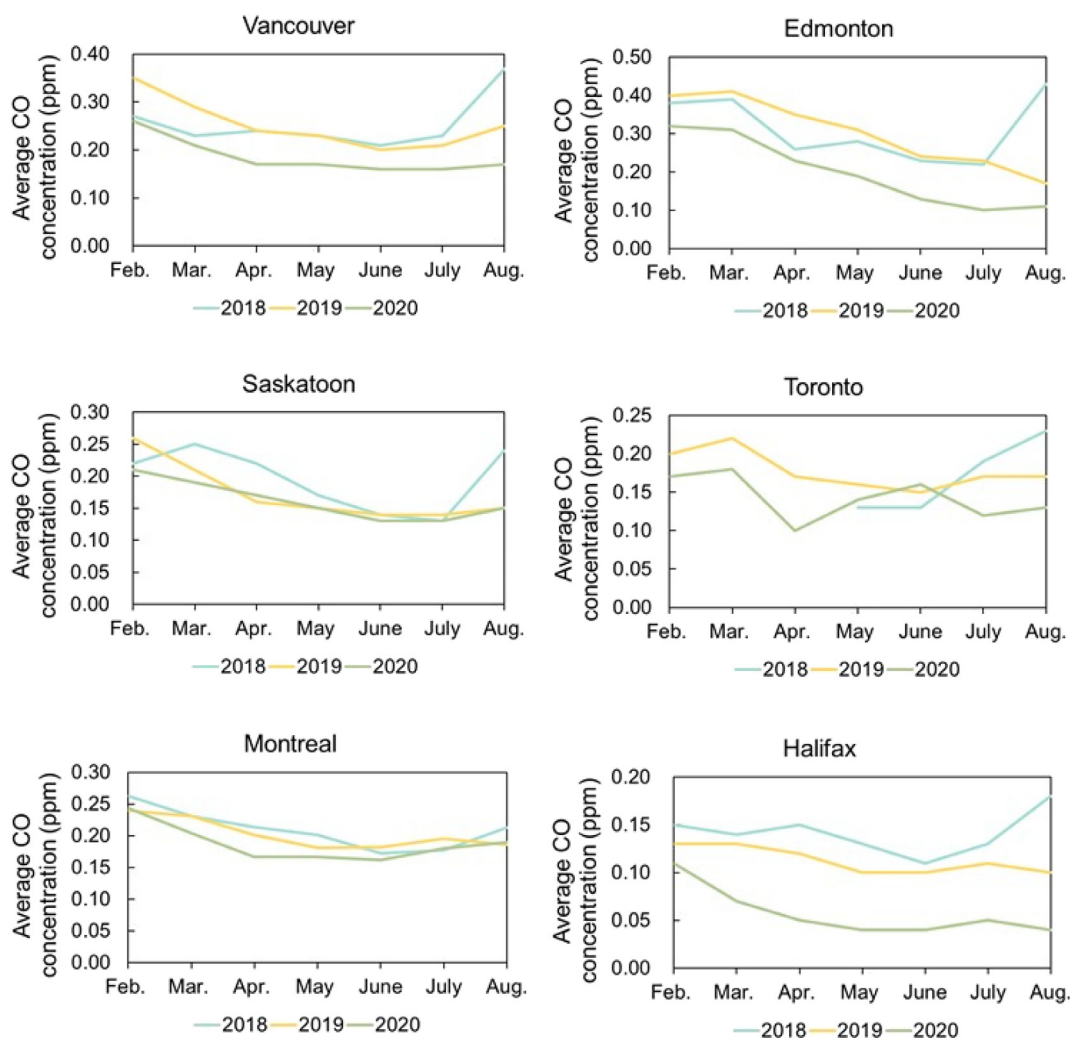 Vancouver
Average CO
concentration (ppm)
0.40
0.30
0.20
0.10
0.00
Feb. Mar. Apr. May June July Aug.
2018 2019 2020
Edmonton
Average CO
concentration (ppm)
0.50
0.40
0.30
0.20
0.10
0.00
Feb. Mar. Apr. May June July Aug.
2018 2019 2020
Saskatoon
Average CO
concentration (ppm)
0.30
0.25
0.20
0.15
0.10
0.05
0.00
Feb. Mar. Apr. May June July Aug.
2018 2019 2020
Toronto
Average CO
concentration (ppm)
0.25
0.20
0.15
0.10
0.05
0.00
Feb. Mar. Apr. May June July Aug.
2018 2019 2020
Montreal
Average CO
concentration (ppm)
0.30
0.25
0.20
0.15
0.10
0.05
0.00
Feb. Mar. Apr. May June July Aug.
2018 2019 2020
Halifax
Average CO
concentration (ppm)
0.20
0.15
0.10
0.05
0.00
Feb. Mar. Apr. May June July Aug.
2018 2019 2020